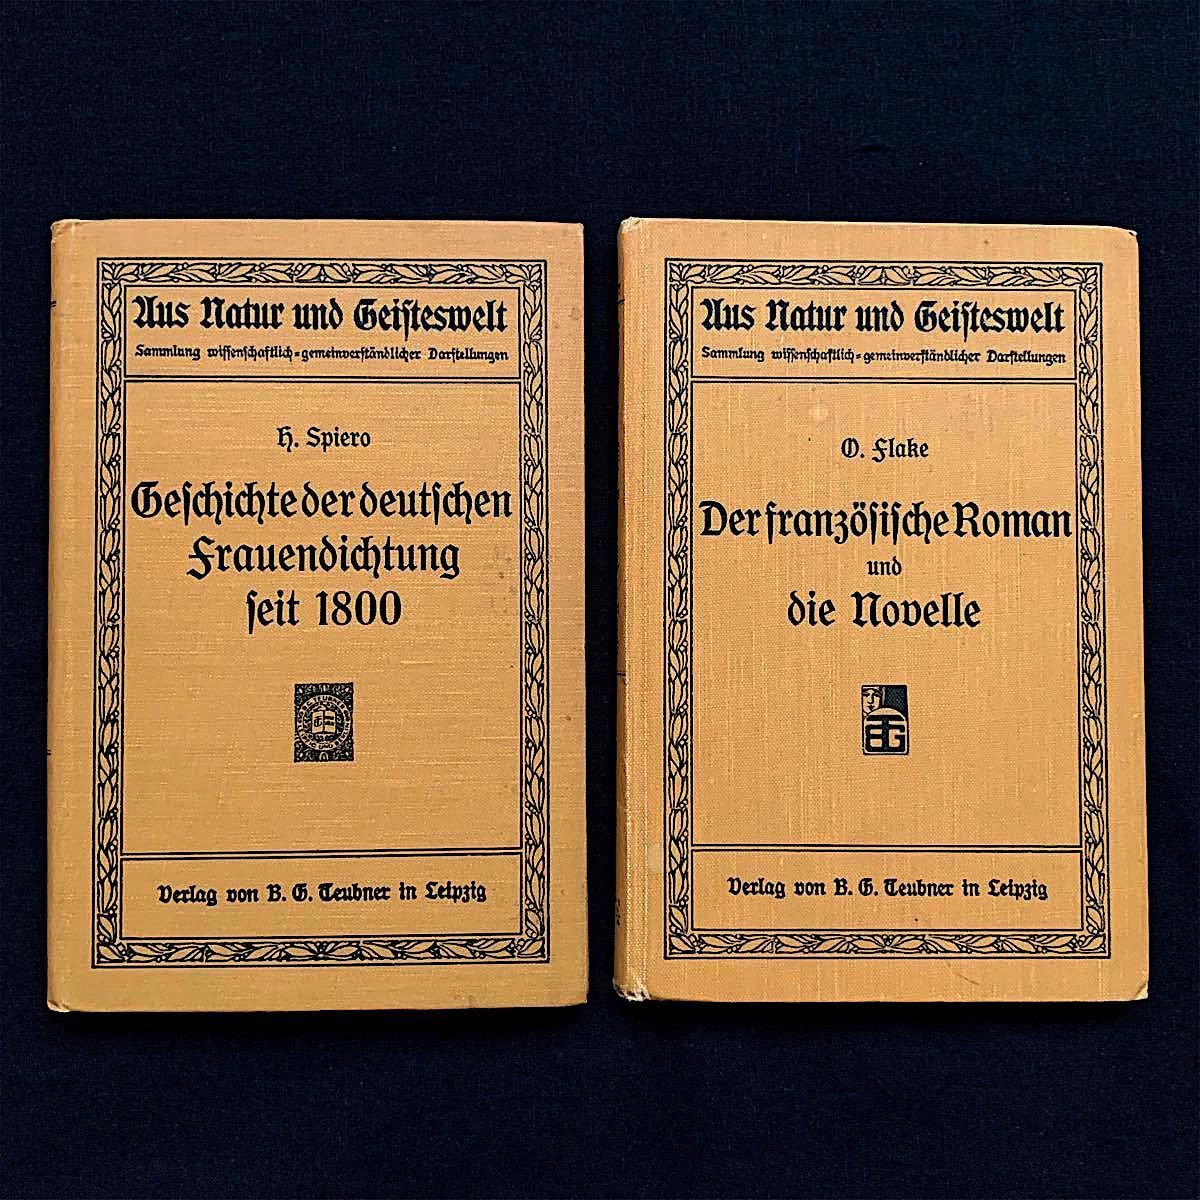 Aus Natur und Geisteswelt
Sammlung wissenschaftlich=gemeinverständlicher Darstellungen
H. Spiero
Geschichte der deutschen
Frauendichtung
seit 1800
Verlag von B. G. Teubner in Leipzig
Aus Natur und Geisteswelt
Sammlung wissenschaftlich=gemeinverständlicher Darstellungen
O. Flake
Der französische Roman
und
die Novelle
BTG
Verlag von B. G. Teubner in Leipzig